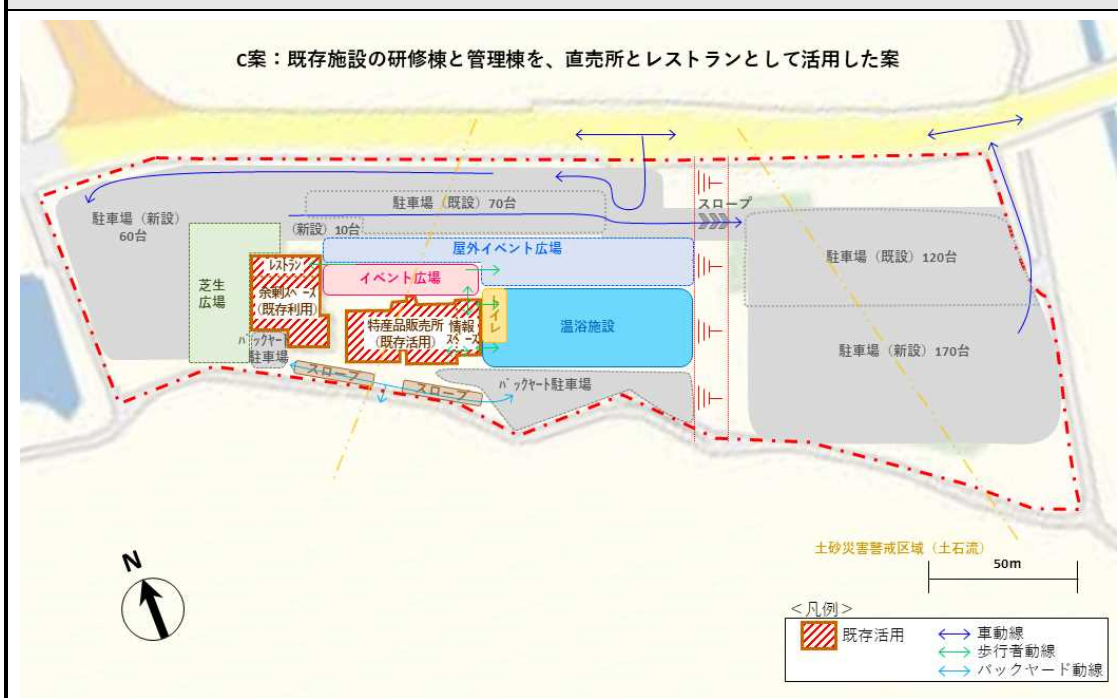 C案：既存施設の研修棟と管理棟を、直売所とレストランとして活用した案
駐車場（新設）
60台
駐車場（既設）70台
（新設）10台
スロープ
駐車場（既設）120台
駐車場（新設）170台
芝生
広場
レストラン
余剰スペース
（既存利用）
バックヤード
駐車場
屋外イベント広場
イベント広場
特産品販売所
（既存活用）
情報
スペース
トイレ
温浴施設
スロープ
スロープ
バックヤート駐車場
土砂災害警戒区域（土石流）
50m
N
＜凡例＞
既存活用
車動線
歩行者動線
バックヤード動線